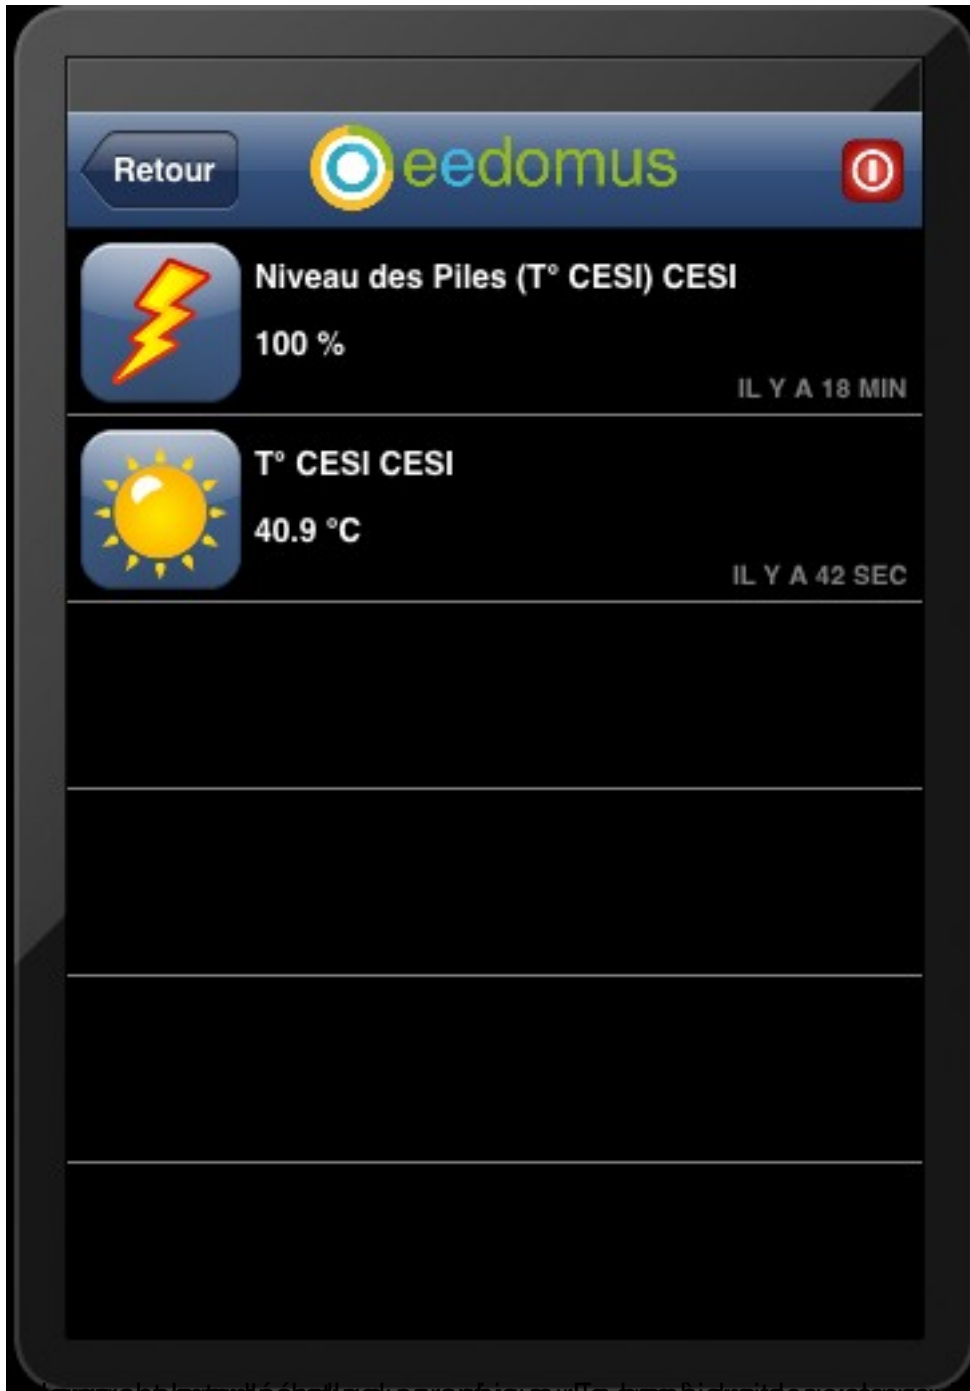 Retour
eedomus
Niveau des Piles (T° CESI) CESI
100 %
IL Y A 18 MIN
T° CESI CESI
40.9 °C
IL Y A 42 SEC